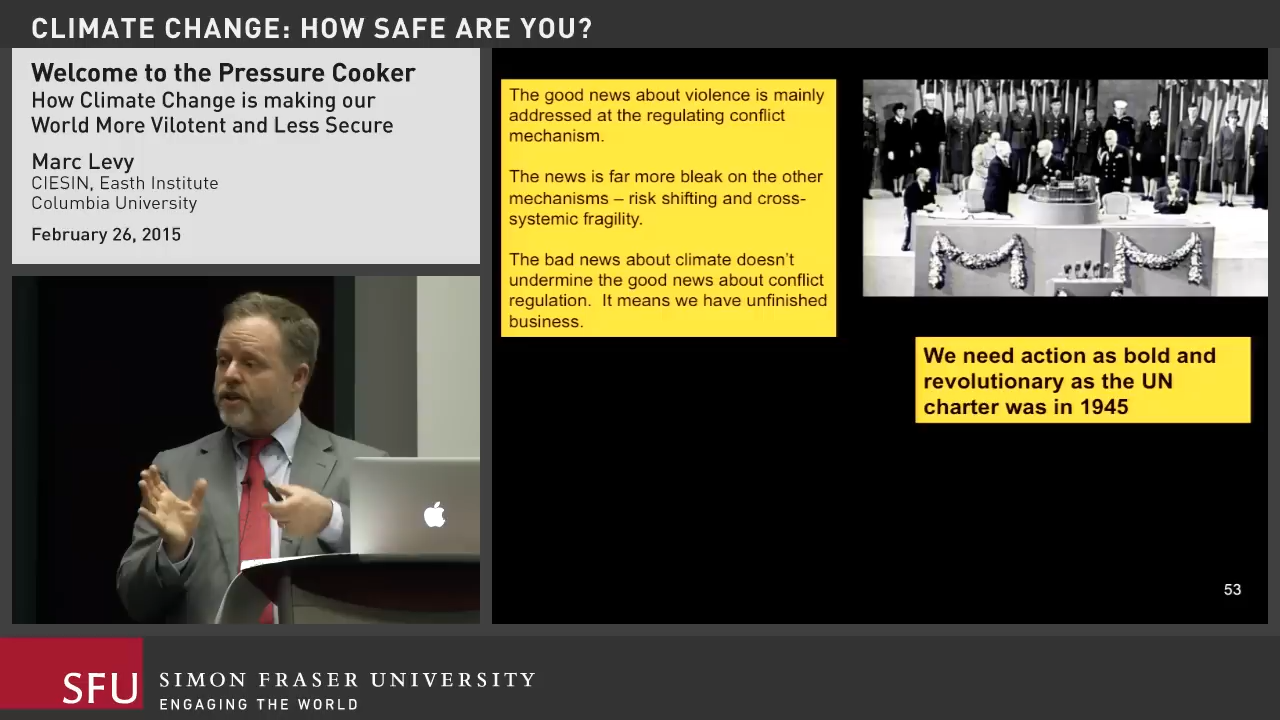 CLIMATE CHANGE: HOW SAFE ARE YOU?
Welcome to the Pressure Cooker
How Climate Change is making our
World More Vilotent and Less Secure
Marc Levy
CIESIN, Easth Institute
Columbia University
February 26, 2015
The good news about violence is mainly
addressed at the regulating conflict
mechanism.
The news is far more bleak on the other
mechanisms – risk shifting and cross-
systemic fragility.
The bad news about climate doesn't
undermine the good news about conflict
regulation.  It means we have unfinished
business.
We need action as bold and
revolutionary as the UN
charter was in 1945
53
SFU
SIMON FRASER UNIVERSITY
ENGAGING THE WORLD